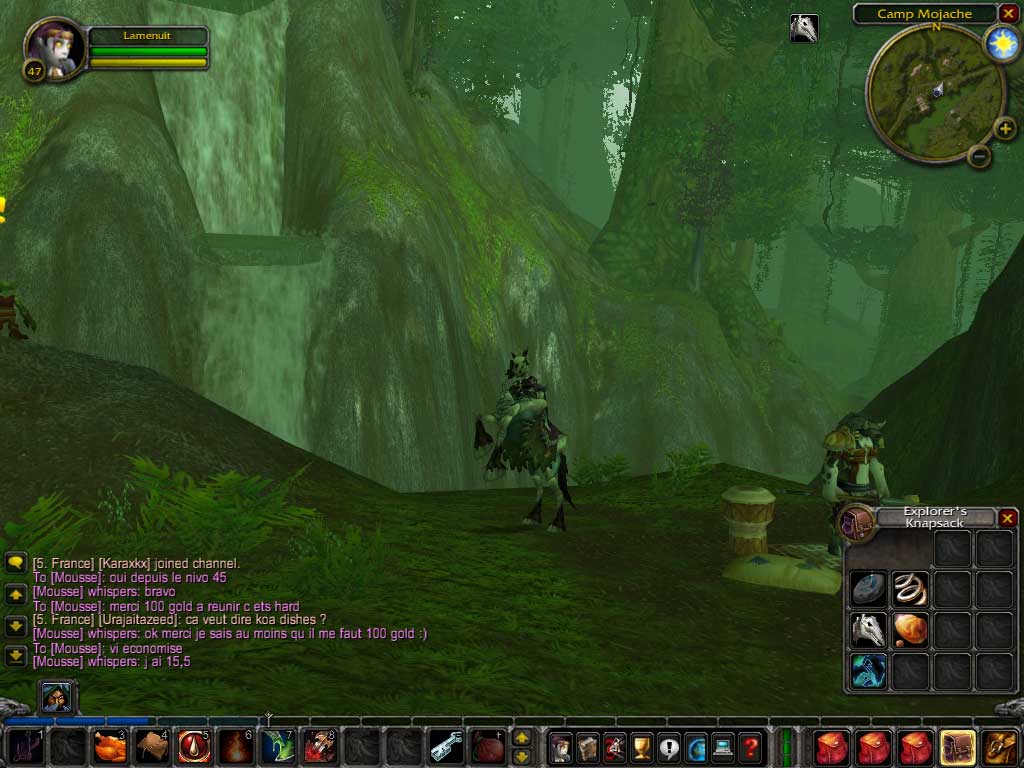 Lamenuit
47
Camp Mojache
N
Explorer's
Knapsack
[5. France] [Karaxkx] joined channel.
To [Mousse]: oui depuis le nivo 45
[Mousse] whispers: bravo
To [Mousse]: merci 100 gold a reunir c ets hard
[5. France] [Urajaitazeed]: ca veut dire koa dishes ?
[Mousse] whispers: ok merci je sais au moins qu il me faut 100 gold :)
To [Mousse]: vi economise
[Mousse] whispers: j ai 15,5
1 3 4 5 6 7 8